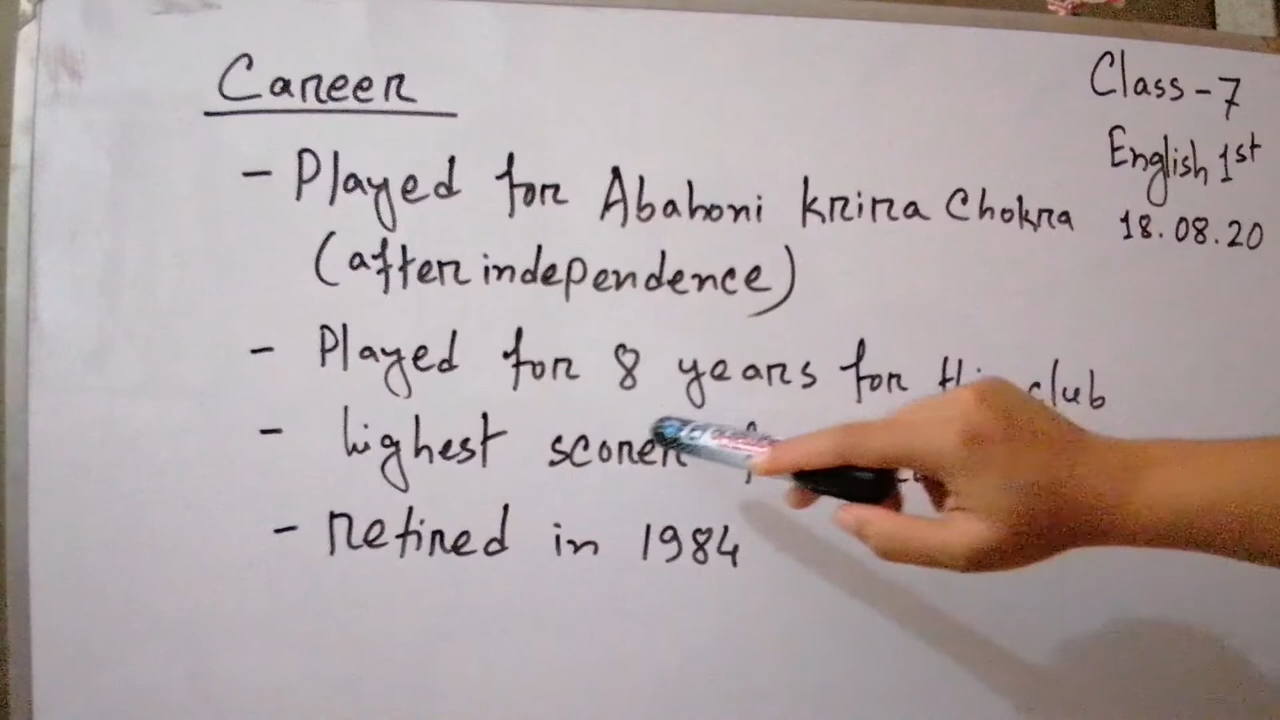 Career
Class-7
English 1st
18.08.20
- Played for Abahoni krira Chokra
(after independence)
- Played for 8 years for club
- highest scorer
- Retired in 1984